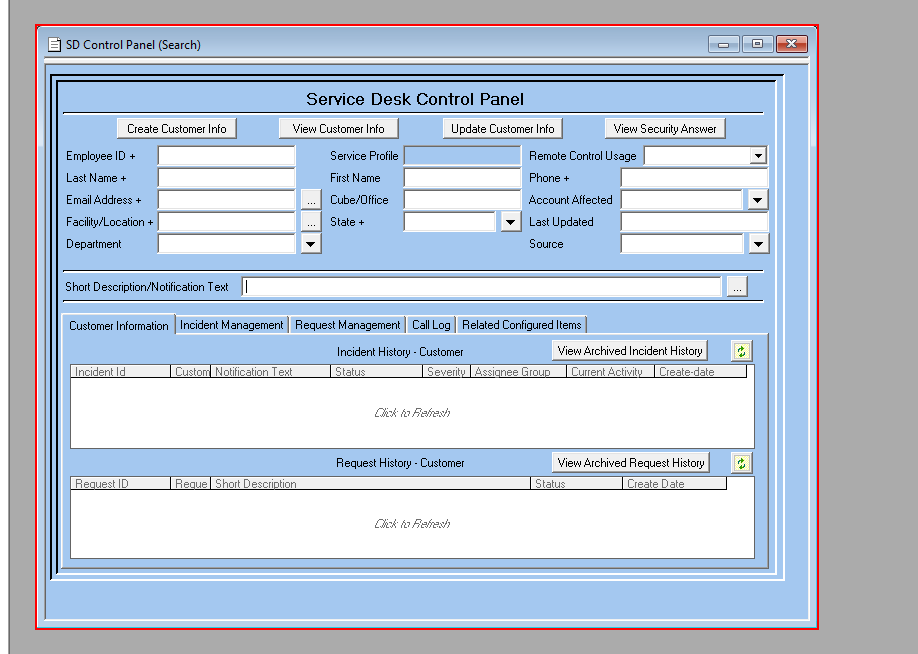 SD Control Panel (Search)
Service Desk Control Panel
Create Customer Info View Customer Info Update Customer Info View Security Answer
Employee ID + Service Profile Remote Control Usage
Last Name + First Name Phone +
Email Address + ... Cube/Office Account Affected
Facility/Location + ... State + Last Updated
Department Source
Short Description/Notification Text ...
Customer Information Incident Management Request Management Call Log Related Configured Items
Incident History - Customer View Archived Incident History
Incident Id Custom Notification Text Status Severity Assignee Group Current Activity Create-date
Click to Refresh
Request History - Customer View Archived Request History
Request ID Reque Short Description Status Create Date
Click to Refresh